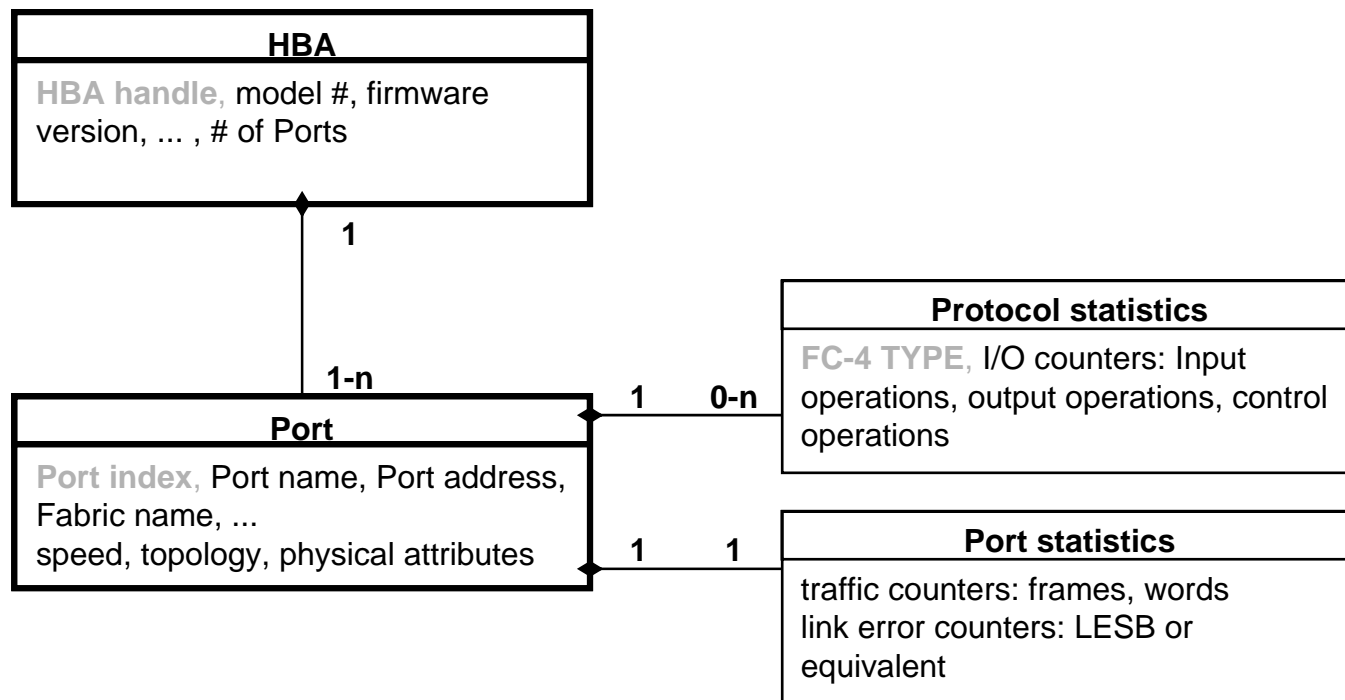 HBA
HBA handle, model #, firmware
version, ... , # of Ports
1
1-n
Port
Port index, Port name, Port address,
Fabric name, ...
speed, topology, physical attributes
1 0-n
Protocol statistics
FC-4 TYPE, I/O counters: Input
operations, output operations, control
operations
1 1
Port statistics
traffic counters: frames, words
link error counters: LESB or
equivalent